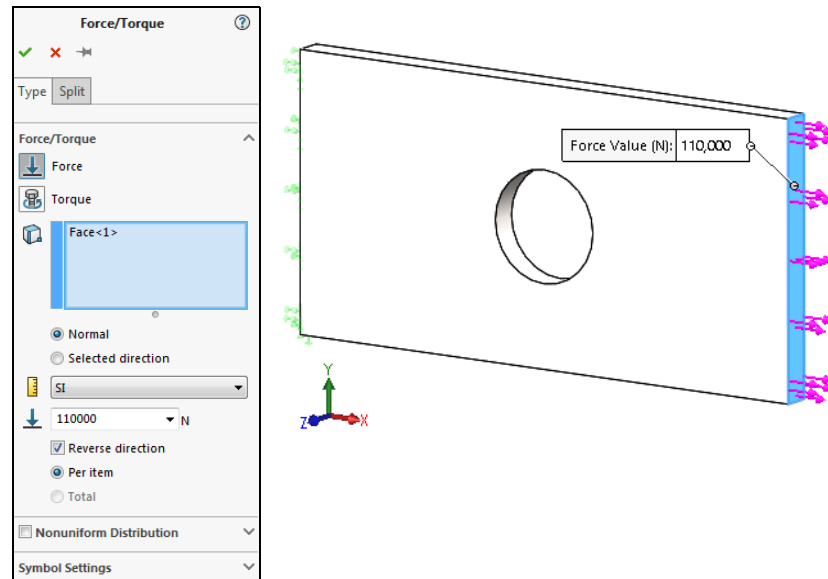 Force/Torque
Type Split
Force/Torque
Force
Torque
Face<1>
Normal
Selected direction
SI
110000 N
Reverse direction
Per item
Total
Nonuniform Distribution
Symbol Settings
Force Value (N): 110,000
Y
Z X